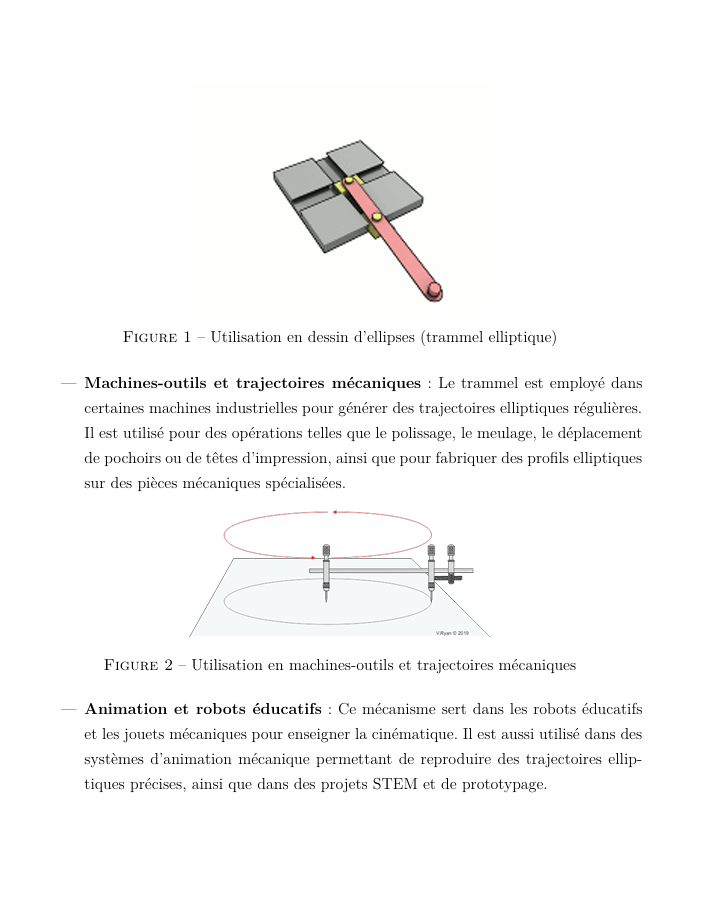 FIGURE 1 – Utilisation en dessin d'ellipses (trammel elliptique)
— Machines-outils et trajectoires mécaniques : Le trammel est employé dans
certaines machines industrielles pour générer des trajectoires elliptiques régulières.
Il est utilisé pour des opérations telles que le polissage, le meulage, le déplacement
de pochoirs ou de têtes d'impression, ainsi que pour fabriquer des profils elliptiques
sur des pièces mécaniques spécialisées.
V.Ryan © 2019
FIGURE 2 – Utilisation en machines-outils et trajectoires mécaniques
— Animation et robots éducatifs : Ce mécanisme sert dans les robots éducatifs
et les jouets mécaniques pour enseigner la cinématique. Il est aussi utilisé dans des
systèmes d'animation mécanique permettant de reproduire des trajectoires ellip-
tiques précises, ainsi que dans des projets STEM et de prototypage.